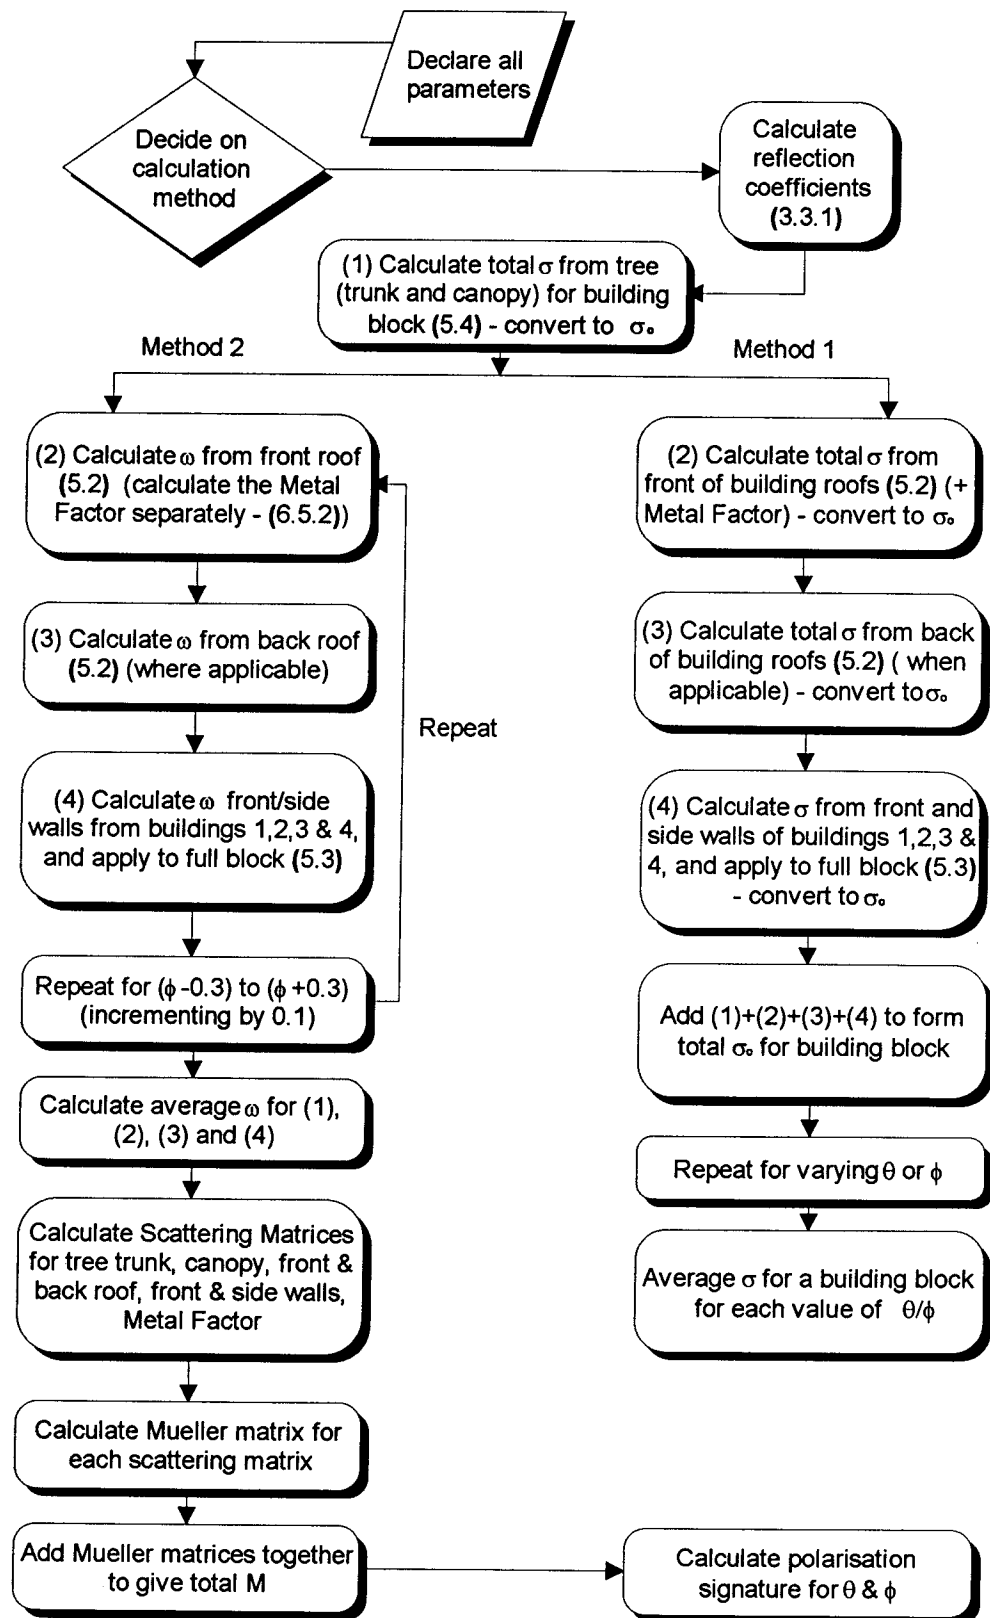 Declare all
parameters
Decide on
calculation
method
Calculate
reflection
coefficients
(3.3.1)
(1) Calculate total σ from tree
(trunk and canopy) for building
block (5.4) - convert to σₒ
Method 2
Method 1
(2) Calculate ω from front roof
(5.2) (calculate the Metal
Factor separately - (6.5.2))
(3) Calculate ω from back roof
(5.2) (where applicable)
Repeat
(4) Calculate ω front/side
walls from buildings 1,2,3 & 4,
and apply to full block (5.3)
Repeat for (ϕ-0.3) to (ϕ+0.3)
(incrementing by 0.1)
Calculate average ω for (1),
(2), (3) and (4)
Calculate Scattering Matrices
for tree trunk, canopy, front &
back roof, front & side walls,
Metal Factor
Calculate Mueller matrix for
each scattering matrix
Add Mueller matrices together
to give total M
(2) Calculate total σ from
front of building roofs (5.2) (+
Metal Factor) - convert to σₒ
(3) Calculate total σ from back
of building roofs (5.2) ( when
applicable) - convert to σₒ
(4) Calculate σ from front and
side walls of buildings 1,2,3 &
4, and apply to full block (5.3)
- convert to σₒ
Add (1)+(2)+(3)+(4) to form
total σₒ for building block
Repeat for varying θ or ϕ
Average σ for a building block
for each value of θ/ϕ
Calculate polarisation
signature for θ & ϕ